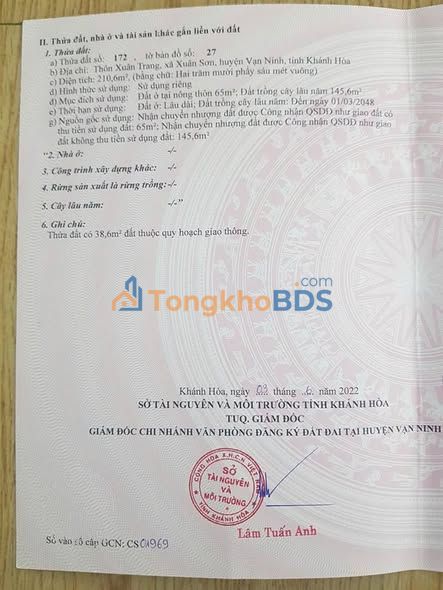 II. Thửa đất, nhà ở và tài sản khác gắn liền với đất
1. Thửa đất:
a) Thửa đất số: 172, tờ bản đồ số: 27
b) Địa chỉ: Thôn Xuân Trang, xã Xuân Sơn, huyện Vạn Ninh, tỉnh Khánh Hòa
c) Diện tích: 210,6m², (bằng chữ: Hai trăm mười phẩy sáu mét vuông)
d) Hình thức sử dụng: Sử dụng riêng
đ) Mục đích sử dụng: Đất ở tại nông thôn 65m²; Đất trồng cây lâu năm 145,6m²
e) Thời hạn sử dụng: Đất ở: Lâu dài; Đất trồng cây lâu năm: Đến ngày 01/03/2048
g) Nguồn gốc sử dụng: Nhận chuyển nhượng đất được Công nhận QSDĐ như giao đất có
thu tiền sử dụng đất: 65m²; Nhận chuyển nhượng đất được Công nhận QSDĐ như giao
đất không thu tiền sử dụng đất: 145,6m²
"2. Nhà ở: -/-
3. Công trình xây dựng khác: -/-
4. Rừng sản xuất là rừng trồng: -/-
5. Cây lâu năm: -/-"
6. Ghi chú:
Thửa đất có 38,6m² đất thuộc quy hoạch giao thông.
TongkhoBDS.com
Khánh Hòa, ngày 02 tháng 6 năm 2022
SỞ TÀI NGUYÊN VÀ MÔI TRƯỜNG TỈNH KHÁNH HÒA
TUQ. GIÁM ĐỐC
GIÁM ĐỐC CHI NHÁNH VĂN PHÒNG ĐĂNG KÝ ĐẤT ĐAI TẠI HUYỆN VẠN NINH
CỘNG HÒA X.H.C.N VIỆT NAM
SỞ
TÀI NGUYÊN
VÀ
MÔI TRƯỜNG
TỈNH KHÁNH HÒA
Lâm Tuấn Anh
Số vào sổ cấp GCN: CS01969